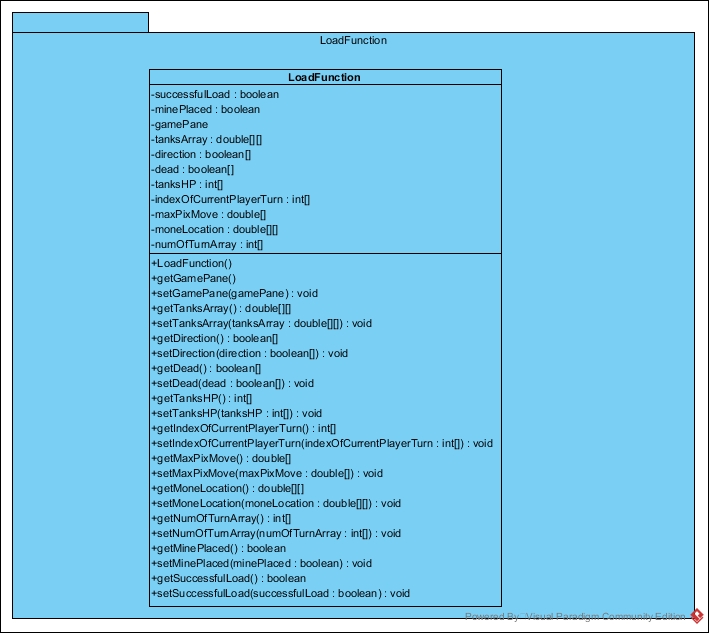 LoadFunction
LoadFunction
-successfulLoad : boolean
-minePlaced : boolean
-gamePane
-tanksArray : double[][]
-direction : boolean[]
-dead : boolean[]
-tanksHP : int[]
-indexOfCurrentPlayerTurn : int[]
-maxPixMove : double[]
-moneLocation : double[][]
-numOfTurnArray : int[]
+LoadFunction()
+getGamePane()
+setGamePane(gamePane) : void
+getTanksArray() : double[][]
+setTanksArray(tanksArray : double[][]) : void
+getDirection() : boolean[]
+setDirection(direction : boolean[]) : void
+getDead() : boolean[]
+setDead(dead : boolean[]) : void
+getTanksHP() : int[]
+setTanksHP(tanksHP : int[]) : void
+getIndexOfCurrentPlayerTurn() : int[]
+setIndexOfCurrentPlayerTurn(indexOfCurrentPlayerTurn : int[]) : void
+getMaxPixMove() : double[]
+setMaxPixMove(maxPixMove : double[]) : void
+getMoneLocation() : double[][]
+setMoneLocation(moneLocation : double[][]) : void
+getNumOfTurnArray() : int[]
+setNumOfTurnArray(numOfTurnArray : int[]) : void
+getMinePlaced() : boolean
+setMinePlaced(minePlaced : boolean) : void
+getSuccessfulLoad() : boolean
+setSuccessfulLoad(successfulLoad : boolean) : void
Powered By Visual Paradigm Community Edition